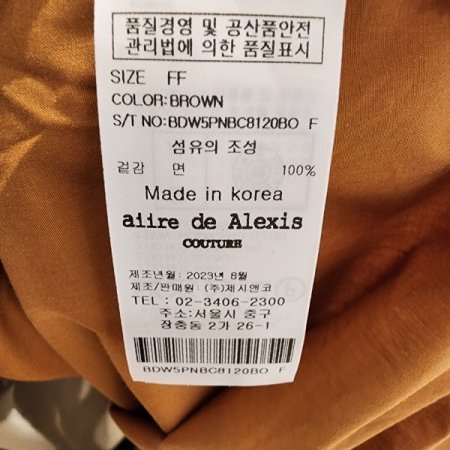 품질경영 및 공산품안전
관리법에 의한 품질표시
SIZE FF
COLOR:BROWN
S/T NO:BDW5PNBC8120BO F
섬유의 조성
겉감 면 100%
Made in korea
aiire de Alexis
COUTURE
제조년월: 2023년 8월
제조/판매원: (주)제시앤코
TEL : 02-3406-2300
주소:서울시 중구
장충동 2가 26-1
BDW5PNBC8120BO F